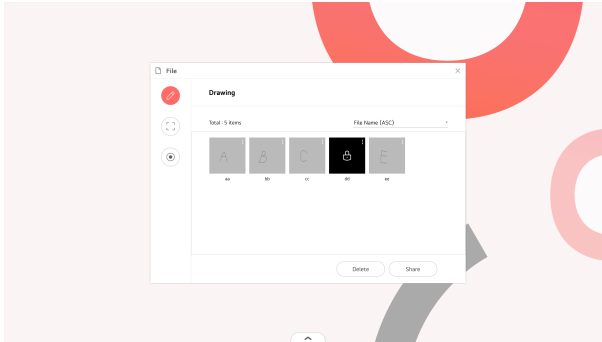 File
Drawing
Total : 5 items
File Name (ASC)
A B C E
aa bb cc dd ee
Delete Share